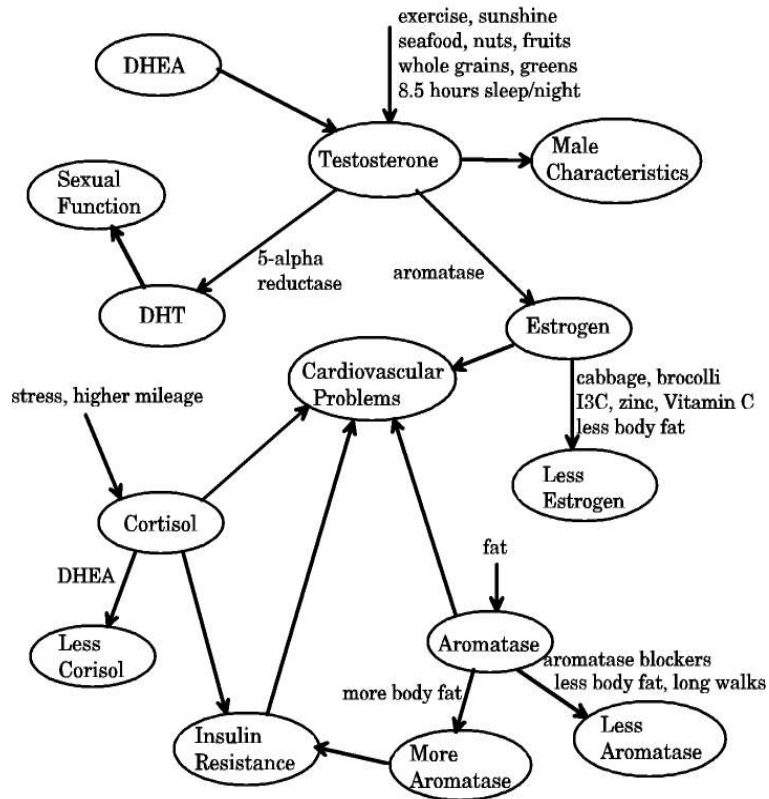 exercise, sunshine
seafood, nuts, fruits
whole grains, greens
8.5 hours sleep/night
DHEA
Testosterone
Male
Characteristics
Sexual
Function
5-alpha
reductase
aromatase
DHT
Estrogen
Cardiovascular
Problems
cabbage, brocolli
I3C, zinc, Vitamin C
less body fat
stress, higher mileage
Less
Estrogen
Cortisol
fat
DHEA
Less
Corisol
Aromatase
aromatase blockers
less body fat, long walks
more body fat
Insulin
Resistance
More
Aromatase
Less
Aromatase